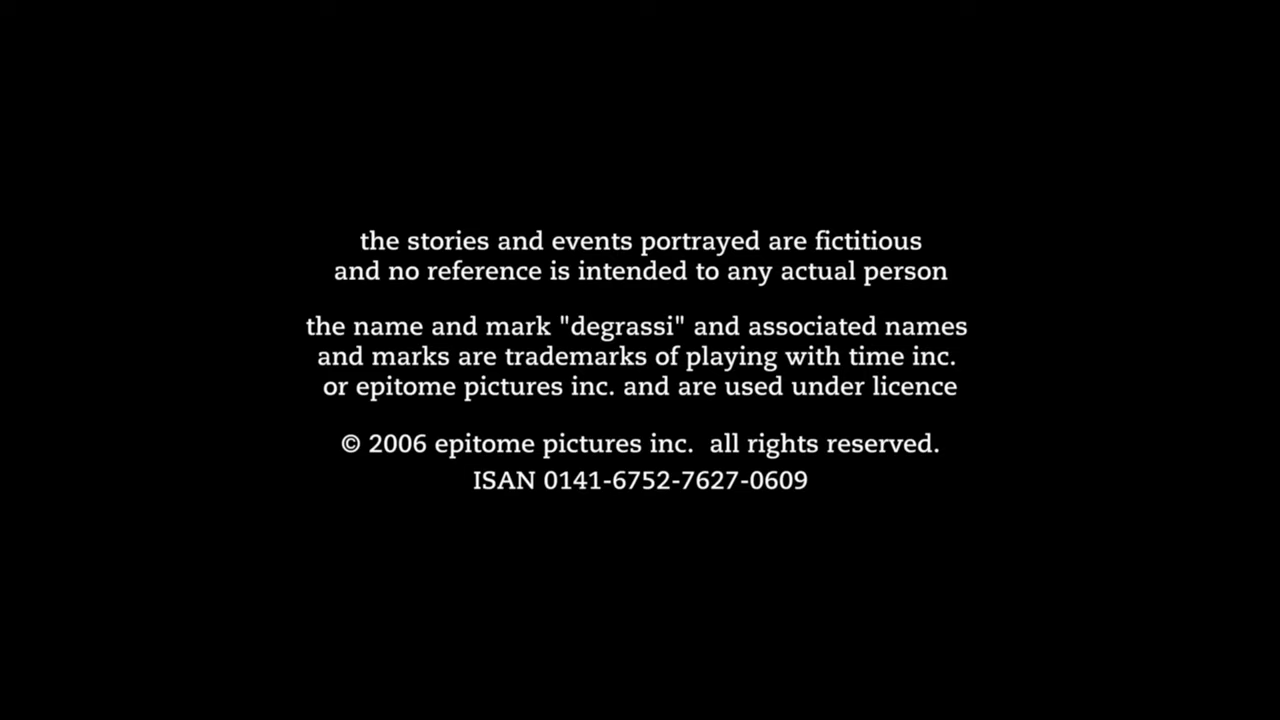 the stories and events portrayed are fictitious
and no reference is intended to any actual person
the name and mark "degrassi" and associated names
and marks are trademarks of playing with time inc.
or epitome pictures inc. and are used under licence
© 2006 epitome pictures inc.  all rights reserved.
ISAN 0141-6752-7627-0609